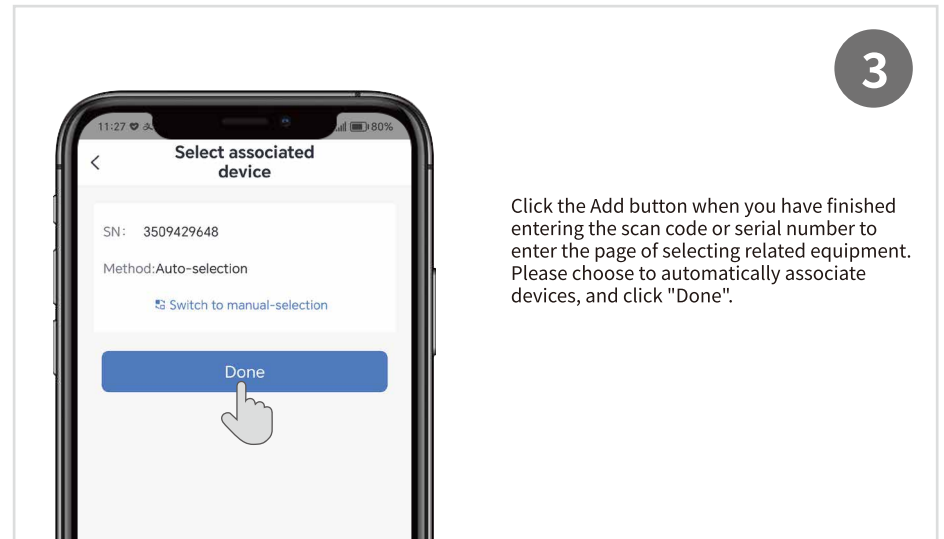 3
11:27
80%
Select associated
device
SN: 3509429648
Method:Auto-selection
Switch to manual-selection
Done
Click the Add button when you have finished
entering the scan code or serial number to
enter the page of selecting related equipment.
Please choose to automatically associate
devices, and click "Done".